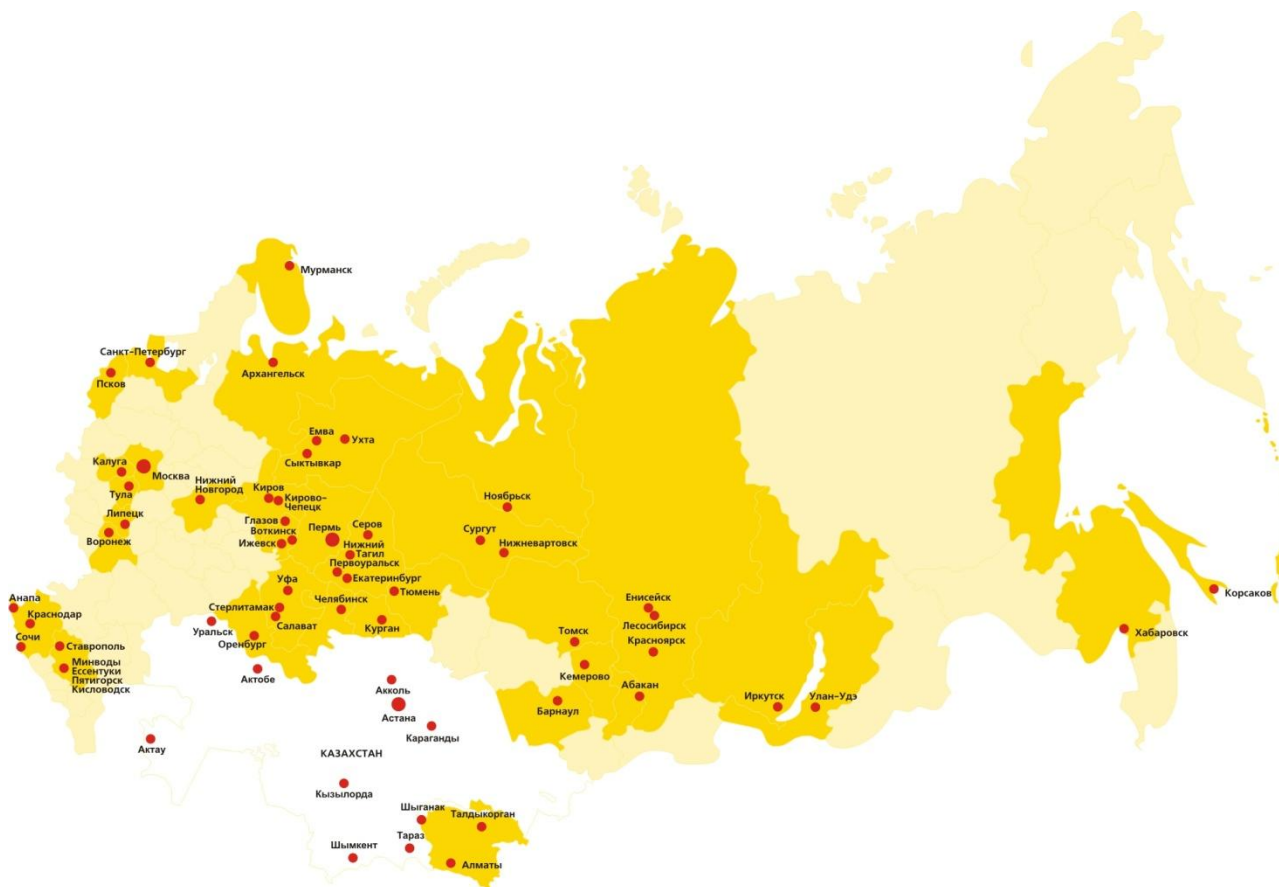 Мурманск
Санкт-Петербург
Псков
Архангельск
Емва
Ухта
Сыктывкар
Калуга
Москва
Тула
Нижний
Новгород
Киров
Кирово-
Чепецк
Ноябрьск
Липецк
Воронеж
Глазов
Воткинск
Ижевск
Пермь
Серов
Нижний
Тагил
Первоуральск
Екатеринбург
Сургут
Нижневартовск
Уфа
Тюмень
Анапа
Краснодар
Сочи
Ставрополь
Минводы
Ессентуки
Пятигорск
Кисловодск
Стерлитамак
Салават
Челябинск
Курган
Уральск
Оренбург
Актобе
Енисейск
Лесосибирск
Красноярск
Томск
Кемерово
Абакан
Барнаул
Иркутск
Улан-Удэ
Корсаков
Хабаровск
Акколь
Астана
Караганды
Актау
КАЗАХСТАН
Кызылорда
Шыганак
Талдыкорган
Тараз
Шымкент
Алматы